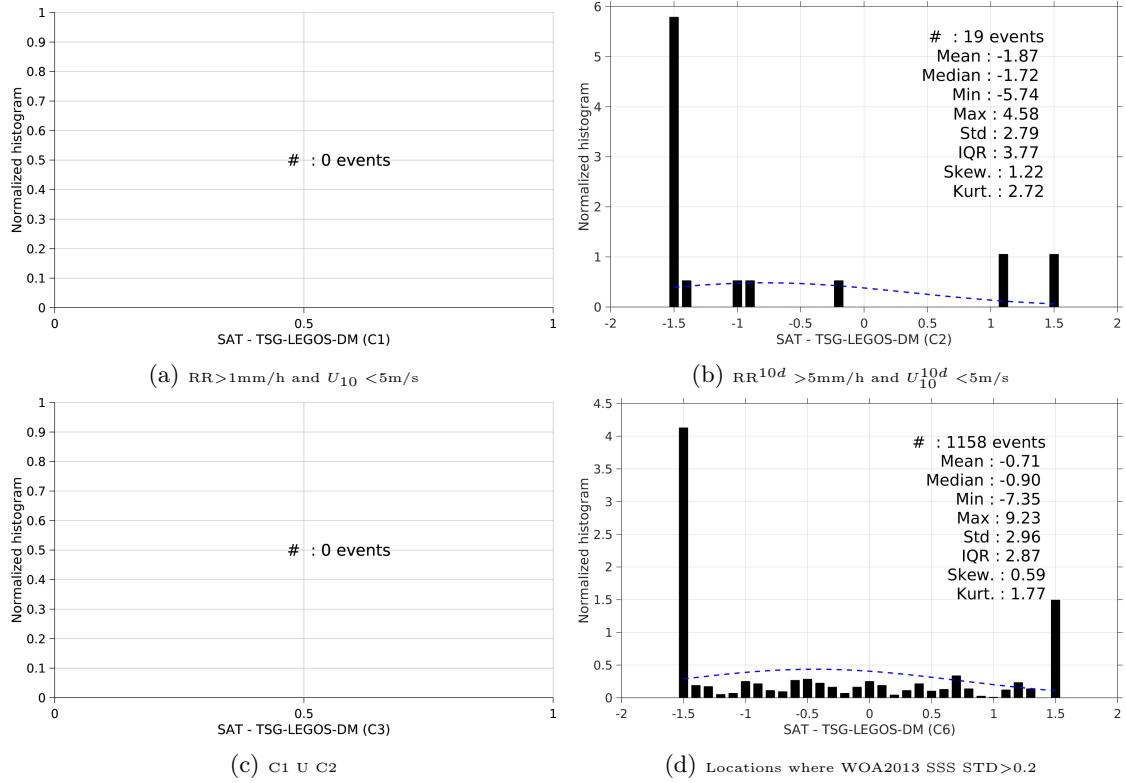 1
0.9
0.8
0.7
0.6
0.5
0.4
0.3
0.2
0.1
0
Normalized histogram
# : 0 events
0 0.5 1
SAT - TSG-LEGOS-DM (C1)
(a) RR>1mm/h and U10 <5m/s
6
5
4
3
2
1
0
Normalized histogram
# : 19 events
Mean : -1.87
Median : -1.72
Min : -5.74
Max : 4.58
Std : 2.79
IQR : 3.77
Skew. : 1.22
Kurt. : 2.72
-2 -1.5 -1 -0.5 0 0.5 1 1.5 2
SAT - TSG-LEGOS-DM (C2)
(b) RR^10d >5mm/h and U10^10d <5m/s
1
0.9
0.8
0.7
0.6
0.5
0.4
0.3
0.2
0.1
0
Normalized histogram
# : 0 events
0 0.5 1
SAT - TSG-LEGOS-DM (C3)
(c) C1 U C2
4.5
4
3.5
3
2.5
2
1.5
1
0.5
0
Normalized histogram
# : 1158 events
Mean : -0.71
Median : -0.90
Min : -7.35
Max : 9.23
Std : 2.96
IQR : 2.87
Skew. : 0.59
Kurt. : 1.77
-2 -1.5 -1 -0.5 0 0.5 1 1.5 2
SAT - TSG-LEGOS-DM (C6)
(d) Locations where WOA2013 SSS STD>0.2